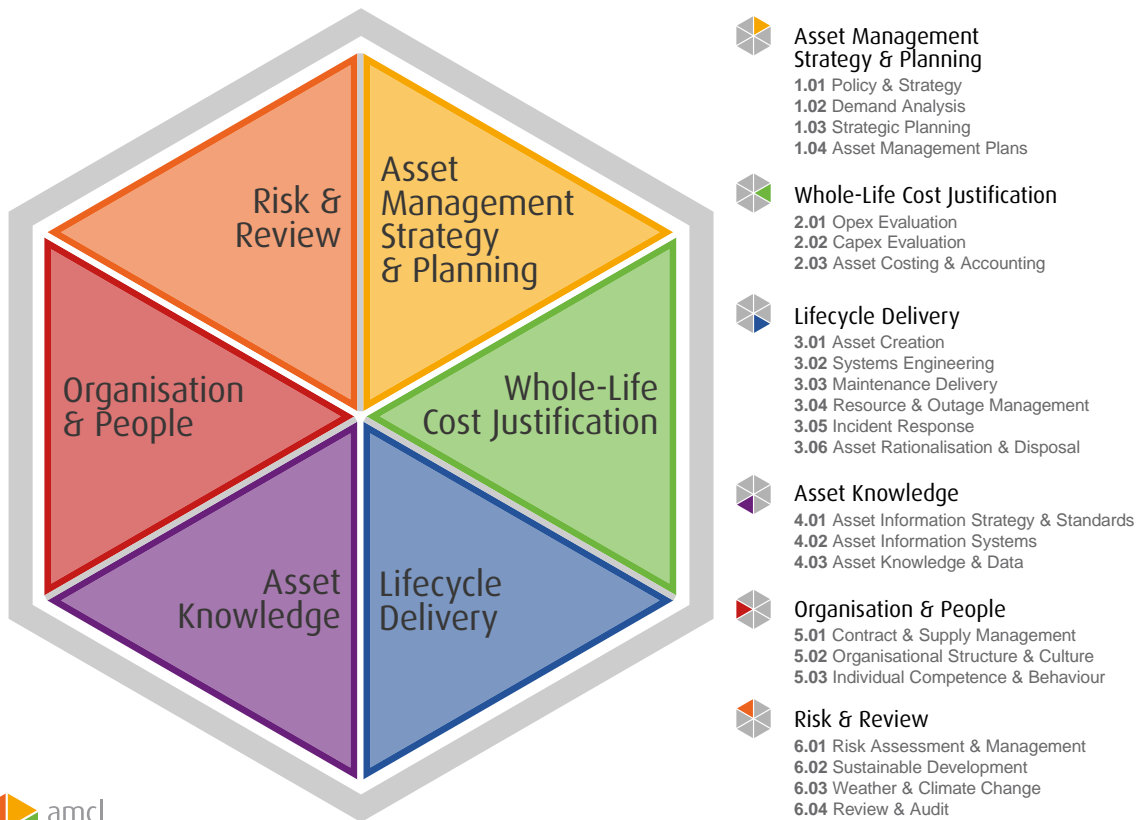 Risk &
Review
Asset
Management
Strategy
& Planning
Organisation
& People
Whole-Life
Cost Justification
Asset
Knowledge
Lifecycle
Delivery
amcl
Asset Management
Strategy & Planning
1.01 Policy & Strategy
1.02 Demand Analysis
1.03 Strategic Planning
1.04 Asset Management Plans
Whole-Life Cost Justification
2.01 Opex Evaluation
2.02 Capex Evaluation
2.03 Asset Costing & Accounting
Lifecycle Delivery
3.01 Asset Creation
3.02 Systems Engineering
3.03 Maintenance Delivery
3.04 Resource & Outage Management
3.05 Incident Response
3.06 Asset Rationalisation & Disposal
Asset Knowledge
4.01 Asset Information Strategy & Standards
4.02 Asset Information Systems
4.03 Asset Knowledge & Data
Organisation & People
5.01 Contract & Supply Management
5.02 Organisational Structure & Culture
5.03 Individual Competence & Behaviour
Risk & Review
6.01 Risk Assessment & Management
6.02 Sustainable Development
6.03 Weather & Climate Change
6.04 Review & Audit